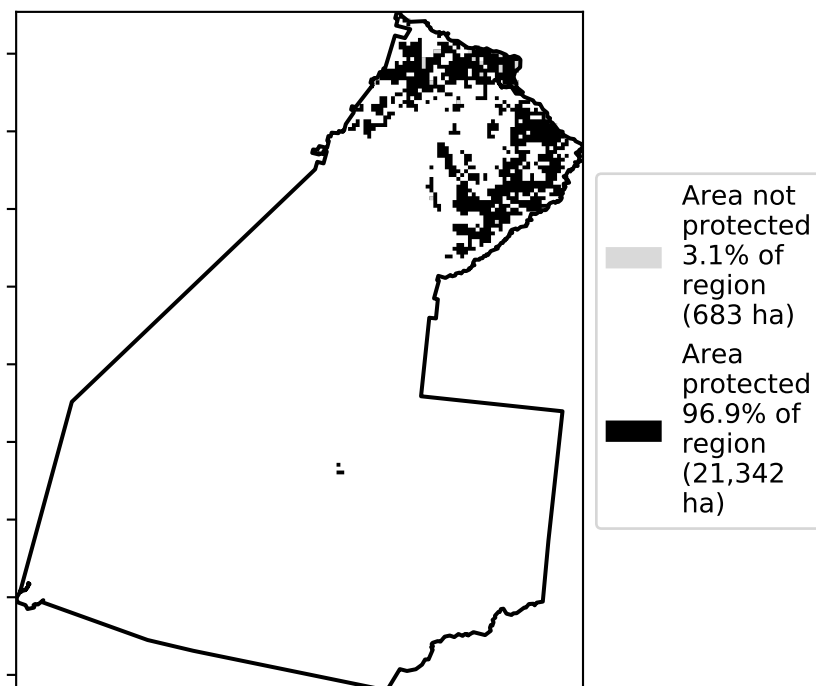 Area not
protected
3.1% of
region
(683 ha)
Area
protected
96.9% of
region
(21,342
ha)